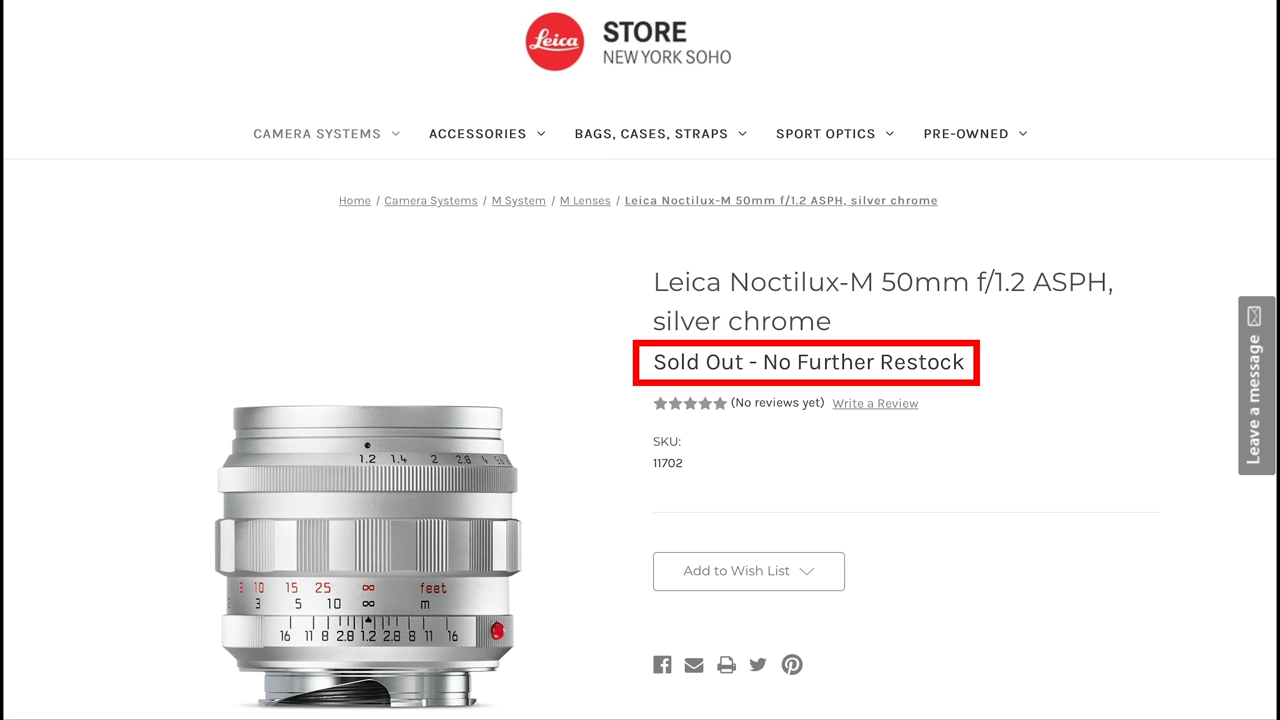 Leica
STORE
NEW YORK SOHO
CAMERA SYSTEMS ACCESSORIES BAGS, CASES, STRAPS SPORT OPTICS PRE-OWNED
Home / Camera Systems / M System / M Lenses / Leica Noctilux-M 50mm f/1.2 ASPH, silver chrome
Leica Noctilux-M 50mm f/1.2 ASPH,
silver chrome
Sold Out - No Further Restock
(No reviews yet) Write a Review
SKU:
11702
Add to Wish List
Leave a message
1.2 1.4 2 2.8 4
10 15 25 ∞ feet
3 5 10 ∞ m
16 11 8 2.8 1.2 2.8 8 11 16